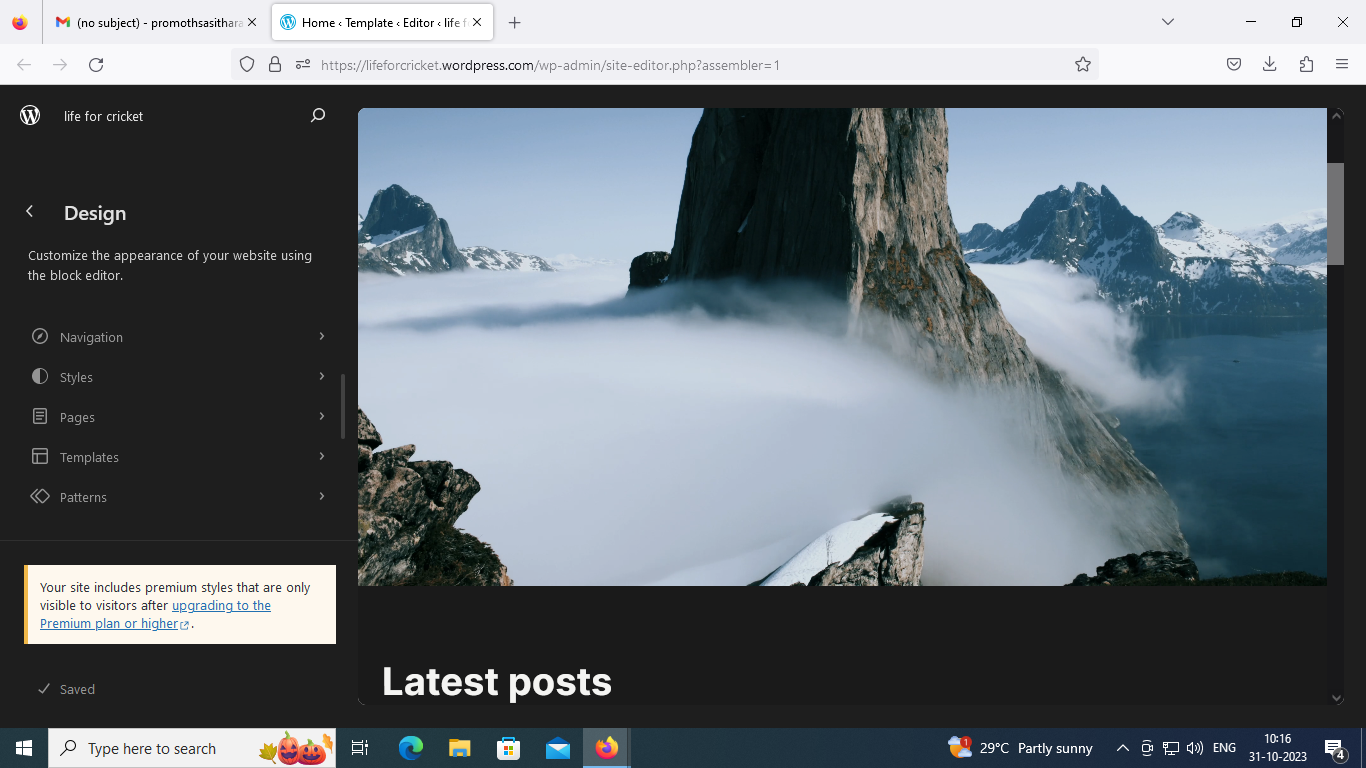 (no subject) - promothsasithara
Home ‹ Template ‹ Editor ‹ life f
https://lifeforcricket.wordpress.com/wp-admin/site-editor.php?assembler=1
life for cricket
Design
Customize the appearance of your website using
the block editor.
Navigation
Styles
Pages
Templates
Patterns
Your site includes premium styles that are only
visible to visitors after upgrading to the
Premium plan or higher.
Saved
Latest posts
Type here to search
1
29°C Partly sunny
ENG
10:16
31-10-2023
4